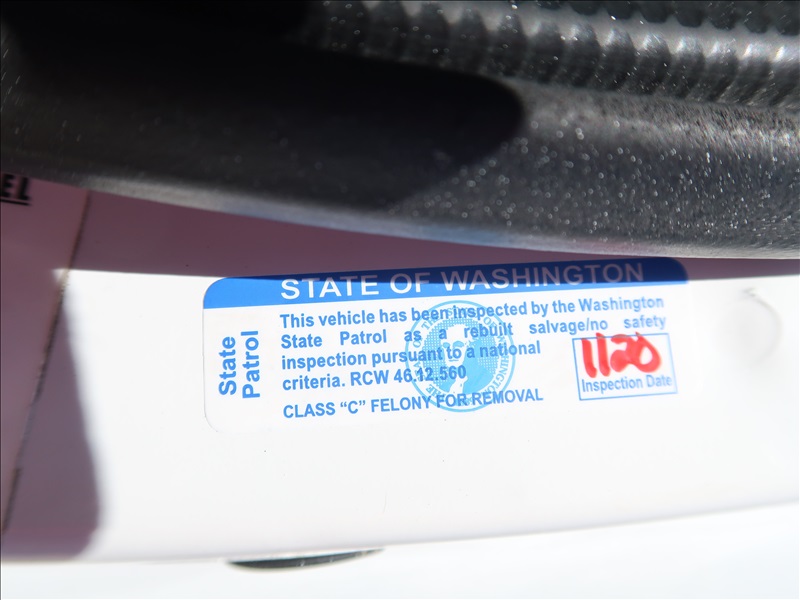 EL
STATE OF WASHINGTON
State
Patrol
This vehicle has been inspected by the Washington
State Patrol as a rebuilt salvage/no safety
inspection pursuant to a national
criteria. RCW 46.12.560
CLASS “C” FELONY FOR REMOVAL
1120
Inspection Date